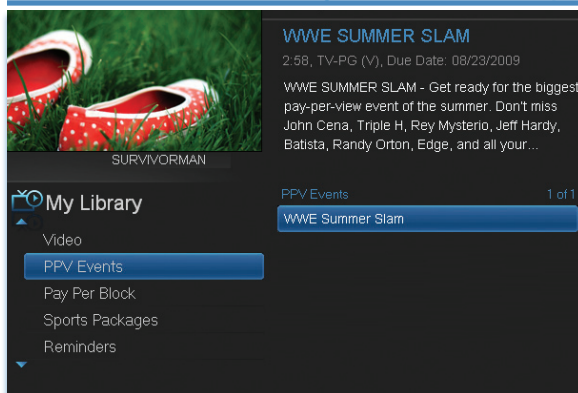 WWE SUMMER SLAM
2:58, TV-PG (V), Due Date: 08/23/2009
WWE SUMMER SLAM - Get ready for the biggest
pay-per-view event of the summer. Don't miss
John Cena, Triple H, Rey Mysterio, Jeff Hardy,
Batista, Randy Orton, Edge, and all your...
SURVIVORMAN
My Library
Video
PPV Events
Pay Per Block
Sports Packages
Reminders
PPV Events 1 of 1
WWE Summer Slam